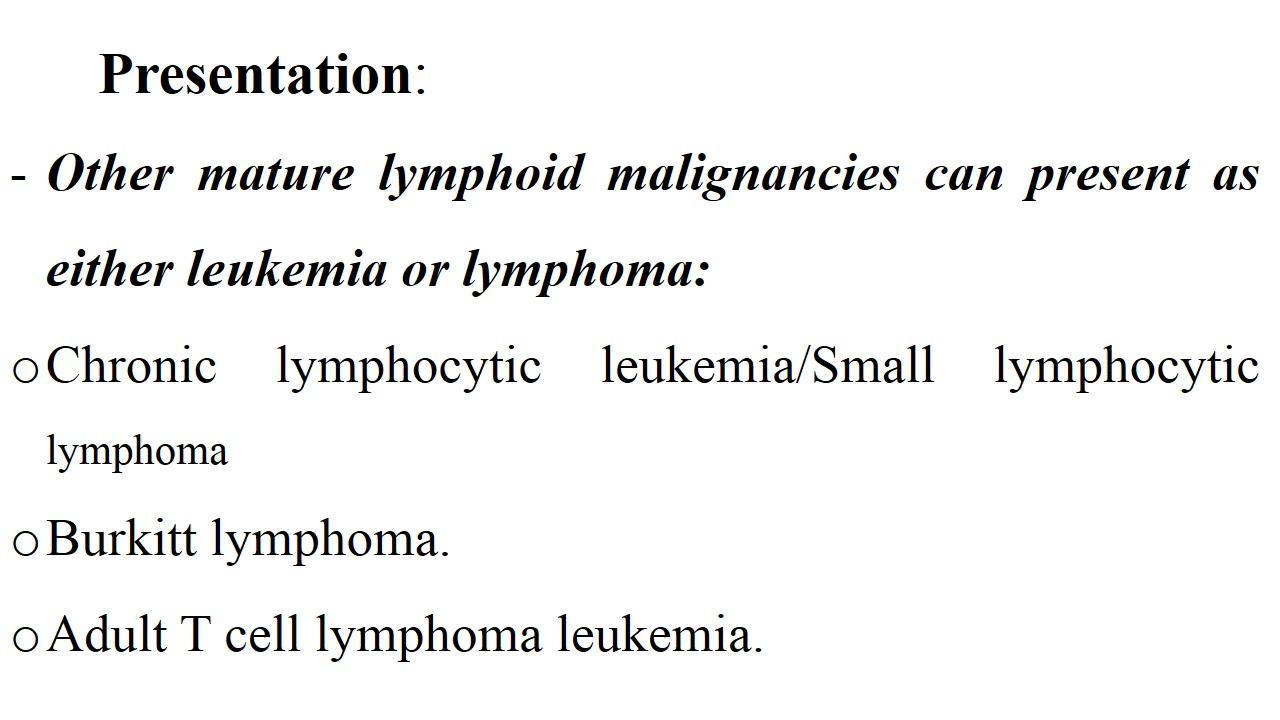 Presentation:
- Other mature lymphoid malignancies can present as
either leukemia or lymphoma:
o Chronic lymphocytic leukemia/Small lymphocytic
lymphoma
o Burkitt lymphoma.
o Adult T cell lymphoma leukemia.